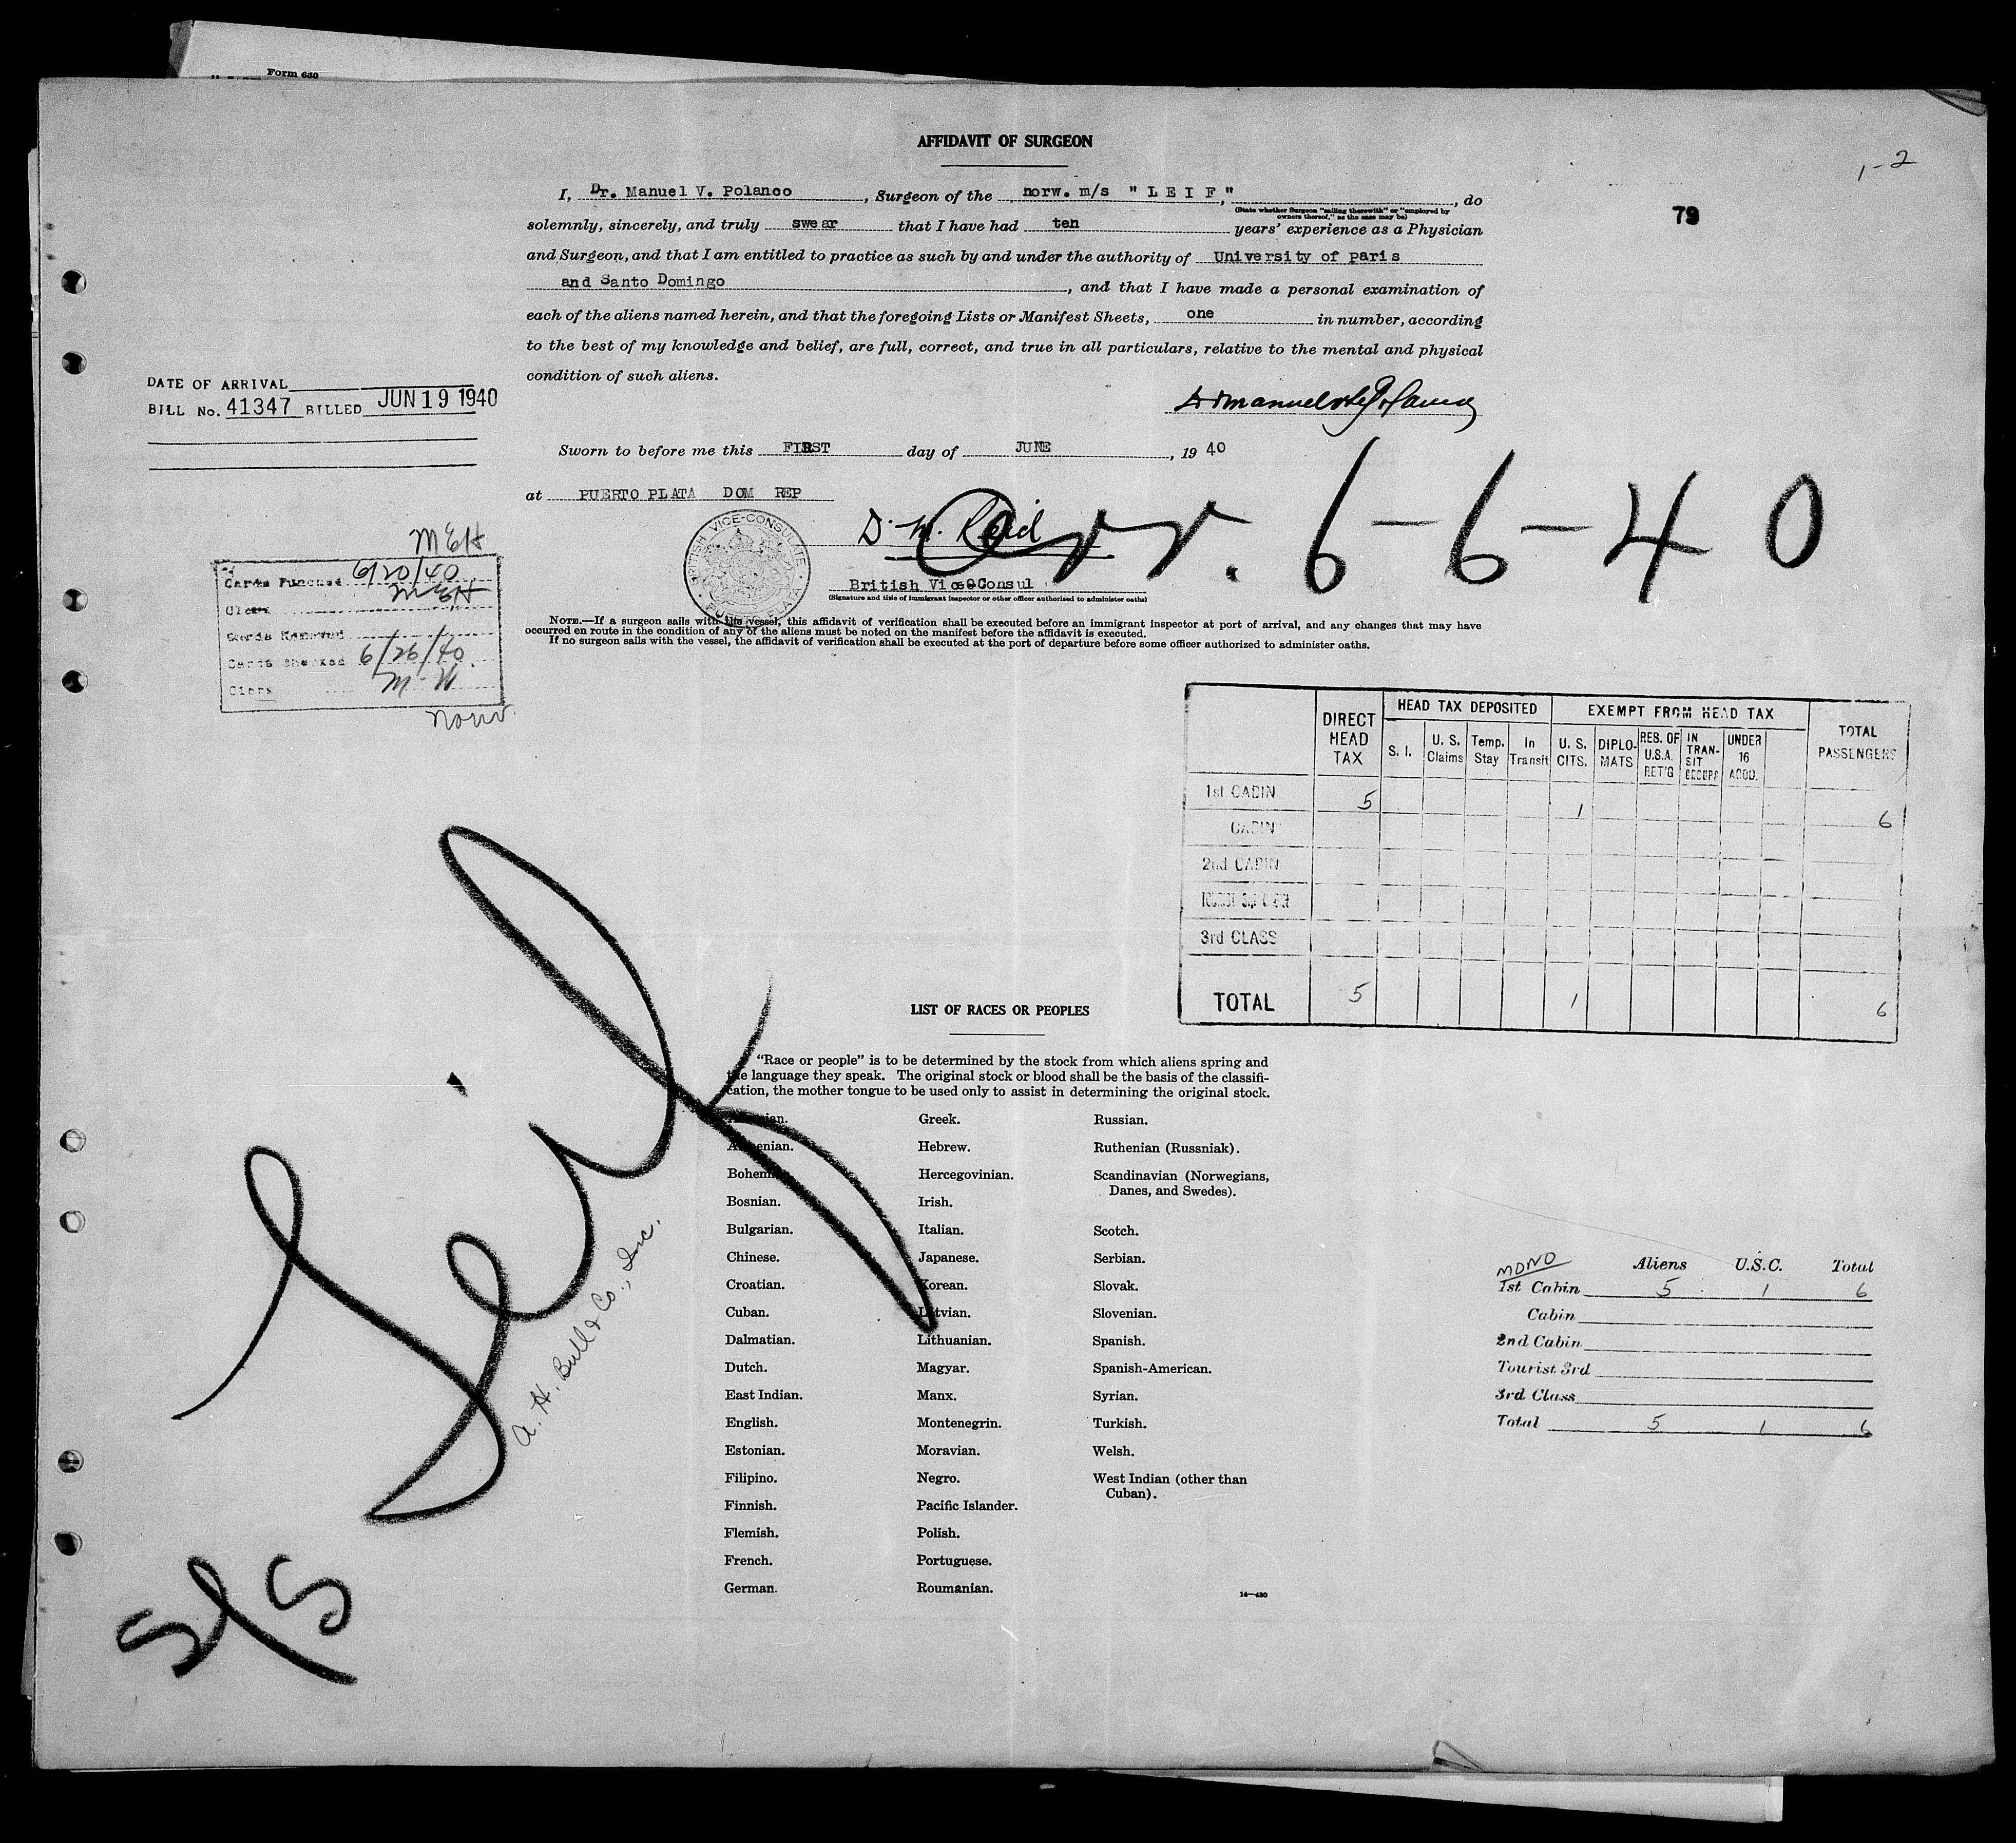 Form 630
AFFIDAVIT OF SURGEON
1-2
79
I, Dr. Manuel V. Polanco, Surgeon of the norw. m/s "LEIF", do
(State whether Surgeon "sailing therewith" or "employed by
owners thereof," as the case may be)
solemnly, sincerely, and truly swear that I have had ten years' experience as a Physician
and Surgeon, and that I am entitled to practice as such by and under the authority of University of paris
and Santo Domingo, and that I have made a personal examination of
each of the aliens named herein, and that the foregoing Lists or Manifest Sheets, one in number, according
to the best of my knowledge and belief, are full, correct, and true in all particulars, relative to the mental and physical
condition of such aliens.
DATE OF ARRIVAL
BILL No. 41347 BILLED JUN 19 1940
Sworn to before me this FIRST day of JUNE, 19 40
at PUERTO PLATA DOM REP
BRITISH VICE-CONSULATE
PUERTO PLATA
D. M. Reid
Arr. 6-6-40
British Vice Consul
(Signature and title of immigrant inspector or other officer authorized to administer oaths)
MEH
Cards Punched 6/20/40
Clerk MEH
Cards Removed
Cards Checked 6/26/40
Clerk M-H
Norw.
NOTE.—If a surgeon sails with the vessel, this affidavit of verification shall be executed before an immigrant inspector at port of arrival, and any changes that may have
occurred en route in the condition of any of the aliens must be noted on the manifest before the affidavit is executed.
If no surgeon sails with the vessel, the affidavit of verification shall be executed at the port of departure before some officer authorized to administer oaths.
DIRECT HEAD TAX
HEAD TAX DEPOSITED
EXEMPT FROM HEAD TAX
TOTAL PASSENGERS
S. I. U. S. Claims Temp. Stay In Transit U. S. CITS. DIPLO-MATS RES. OF U.S.A. RET'G IN TRAN-SIT GROUPS UNDER 16 ACOD.
1st CABIN 5 1 6
CABIN
2nd CABIN
3rd CLASS
TOTAL 5 1 6
S/S Leif
A. H. Bull & Co., Inc.
LIST OF RACES OR PEOPLES
"Race or people" is to be determined by the stock from which aliens spring and
the language they speak. The original stock or blood shall be the basis of the classifi-
cation, the mother tongue to be used only to assist in determining the original stock.
Armenian.
Bohemian
Bosnian.
Bulgarian.
Chinese.
Croatian.
Cuban.
Dalmatian.
Dutch.
East Indian.
English.
Estonian.
Filipino.
Finnish.
Flemish.
French.
German.
Greek.
Hebrew.
Hercegovinian.
Irish.
Italian.
Japanese.
Korean.
Latvian.
Lithuanian.
Magyar.
Manx.
Montenegrin.
Moravian.
Negro.
Pacific Islander.
Polish.
Portuguese.
Roumanian.
Russian.
Ruthenian (Russniak).
Scandinavian (Norwegians,
Danes, and Swedes).
Scotch.
Serbian.
Slovak.
Slovenian.
Spanish.
Spanish-American.
Syrian.
Turkish.
Welsh.
West Indian (other than
Cuban).
14—430
MONO Aliens U.S.C. Total
1st Cabin 5 1 6
Cabin
2nd Cabin
Tourist 3rd
3rd Class
Total 5 1 6